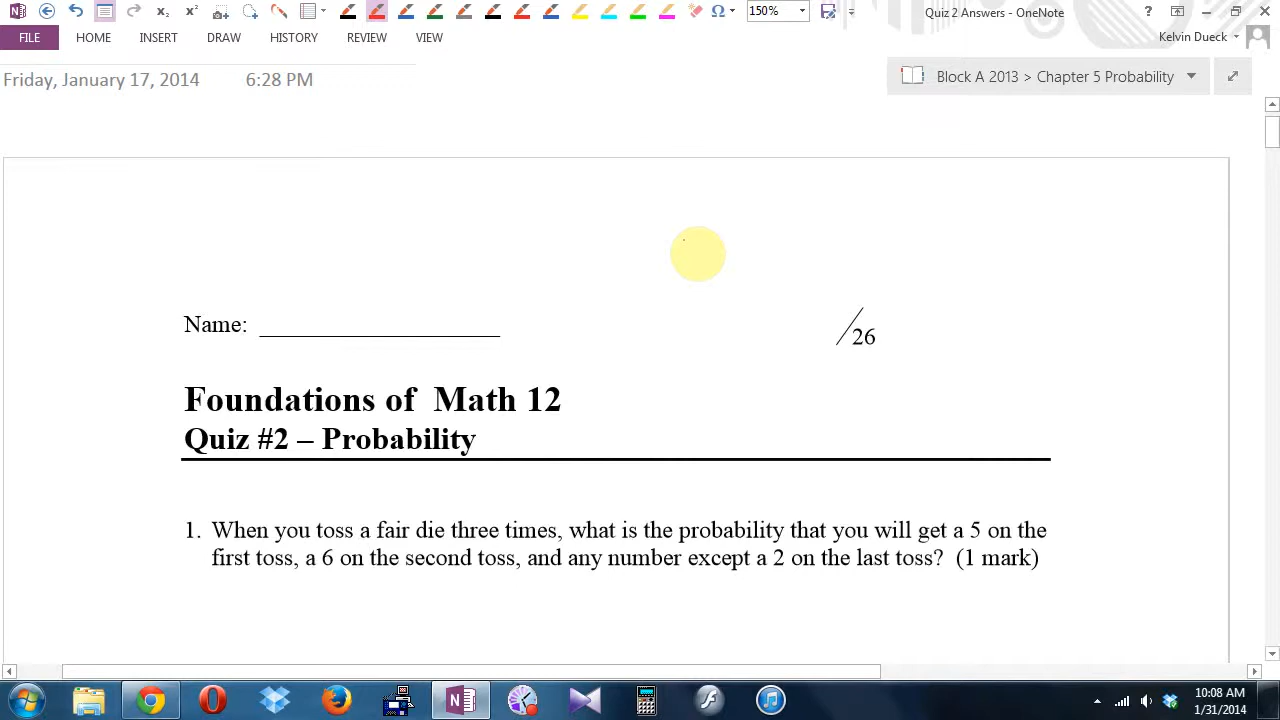 150%
Quiz 2 Answers - OneNote
FILE HOME INSERT DRAW HISTORY REVIEW VIEW
Kelvin Dueck
Friday, January 17, 2014 6:28 PM
Block A 2013 > Chapter 5 Probability
Name:
/26
Foundations of Math 12
Quiz #2 – Probability
1. When you toss a fair die three times, what is the probability that you will get a 5 on the
first toss, a 6 on the second toss, and any number except a 2 on the last toss? (1 mark)
10:08 AM
1/31/2014